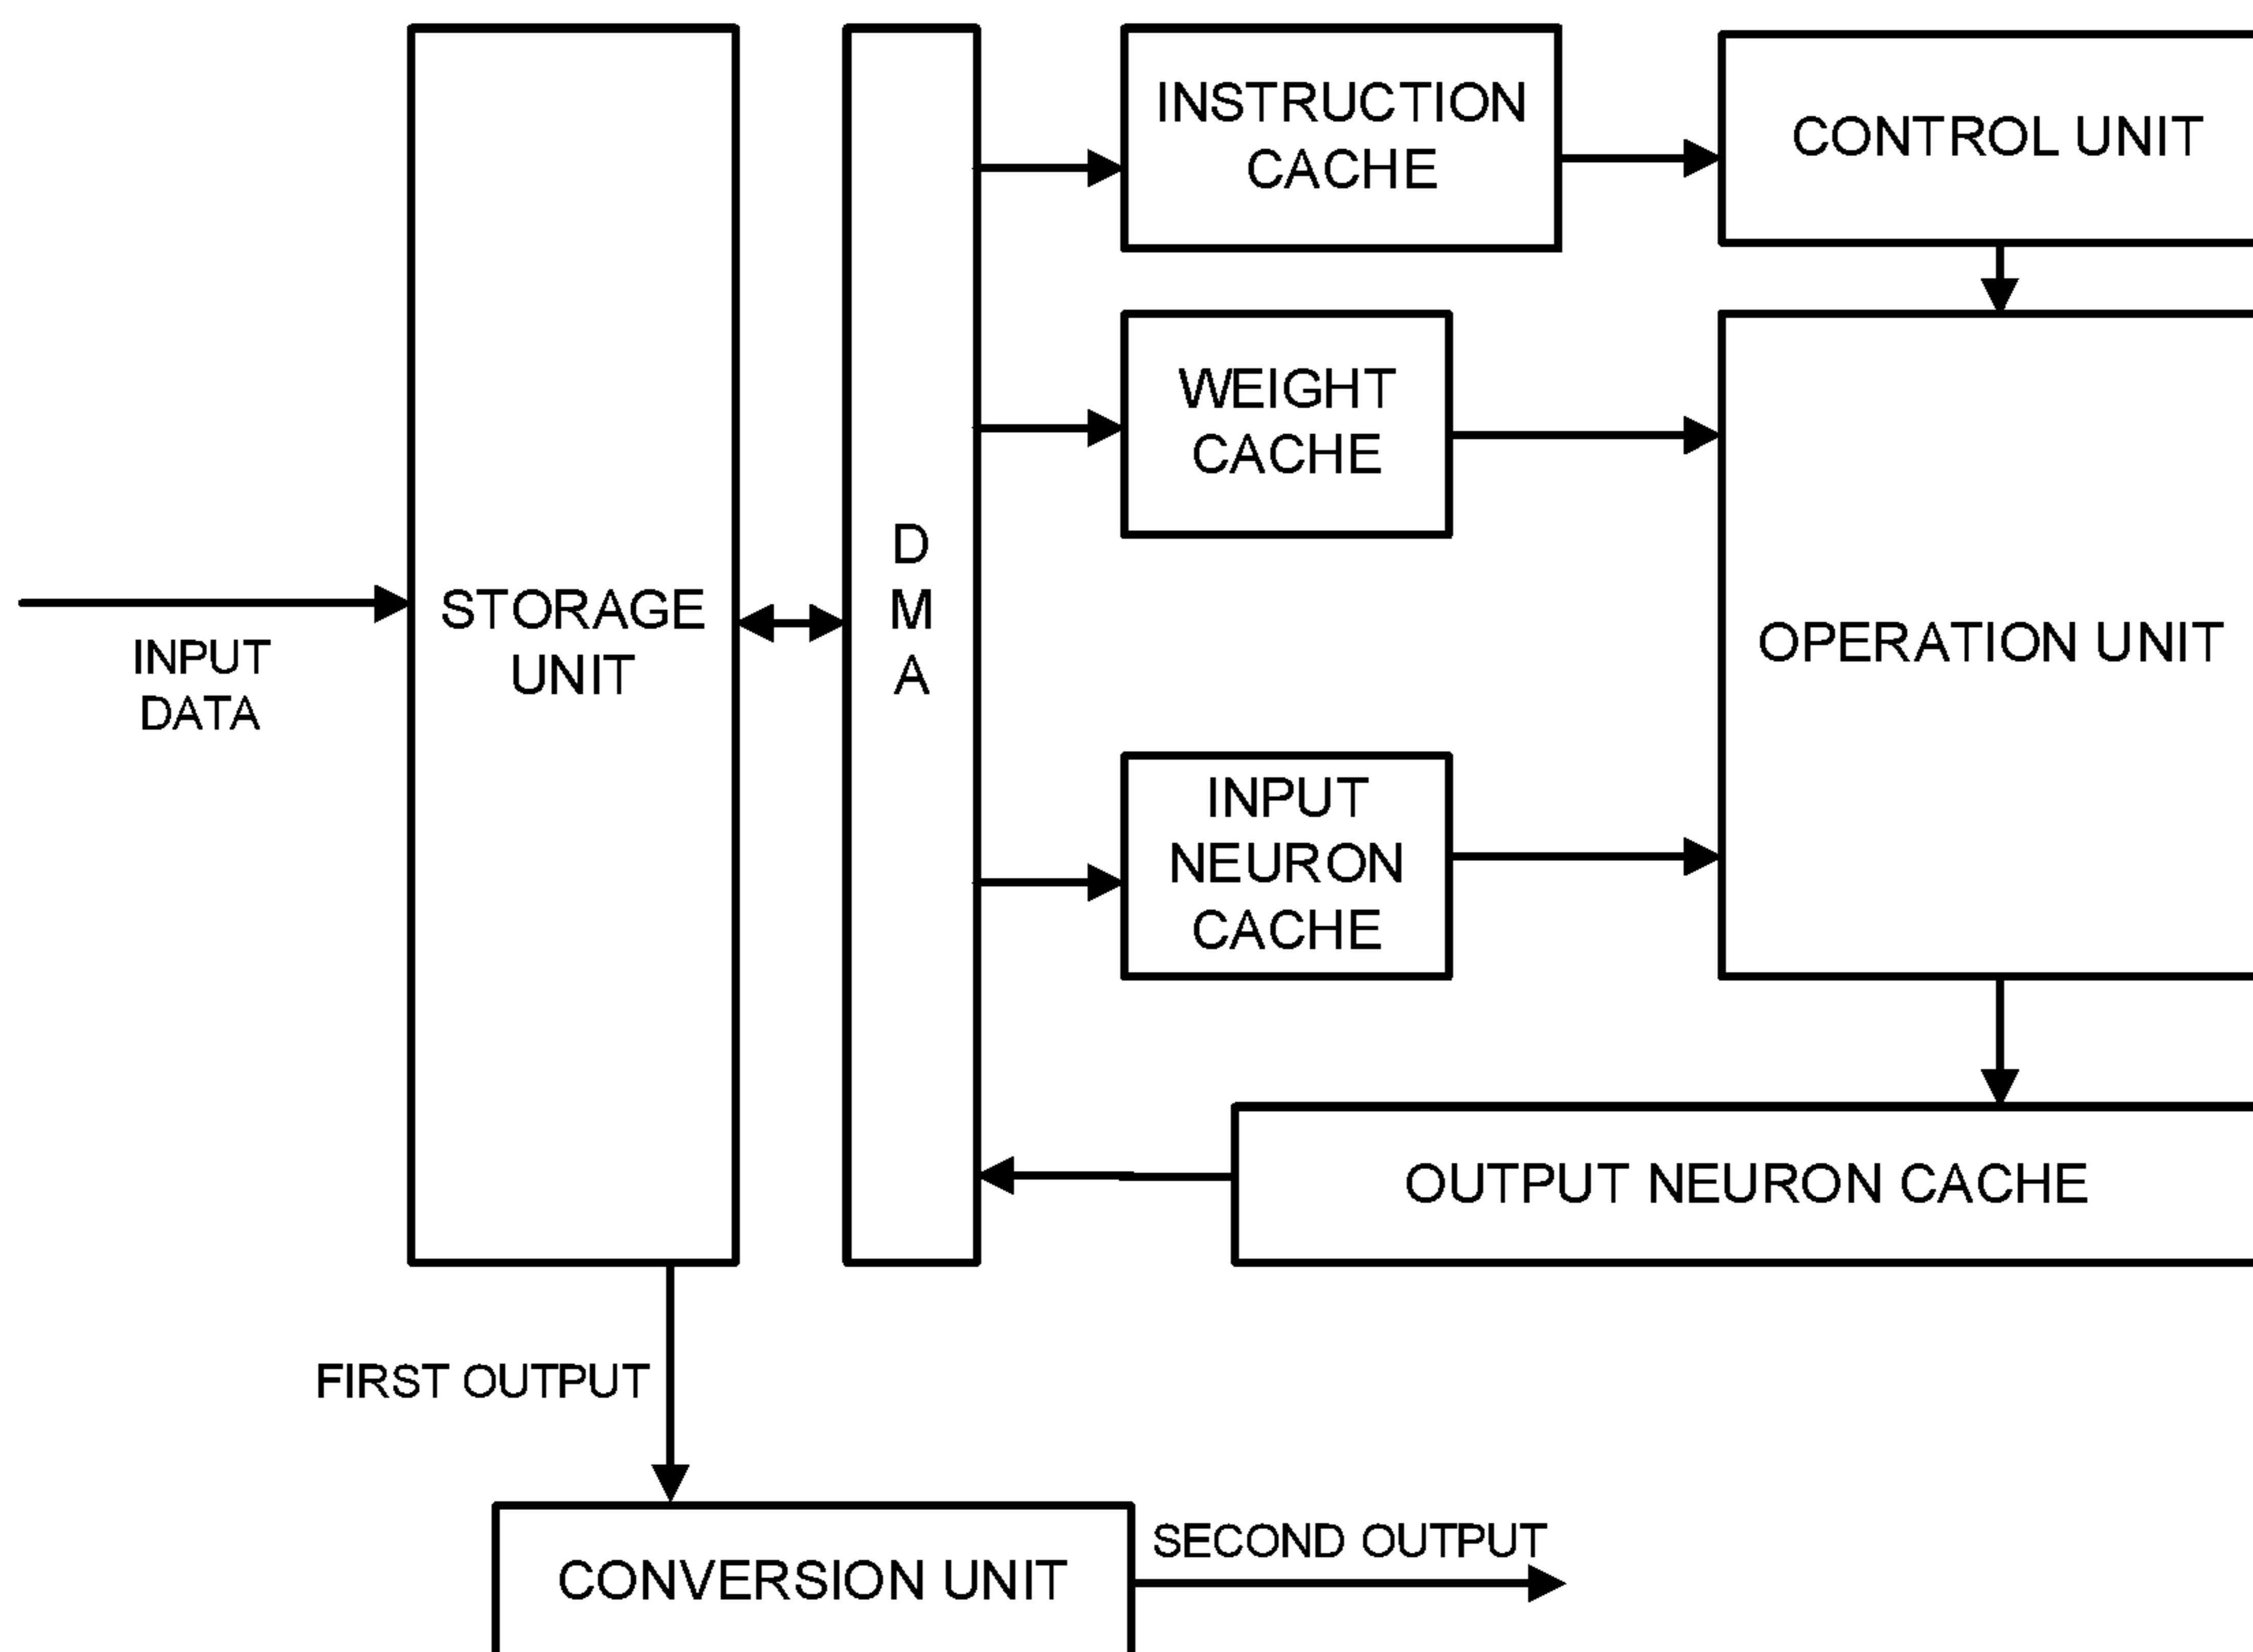 INSTRUCTION
CACHE
CONTROL UNIT
WEIGHT
CACHE
D
M
A
STORAGE
UNIT
OPERATION UNIT
INPUT
DATA
INPUT
NEURON
CACHE
OUTPUT NEURON CACHE
FIRST OUTPUT
SECOND OUTPUT
CONVERSION UNIT